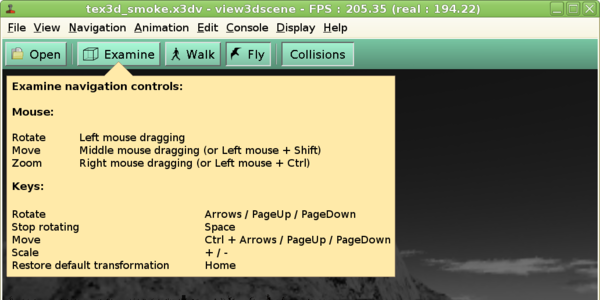 tex3d_smoke.x3dv - view3dscene - FPS : 205.35 (real : 194.22)
File View Navigation Animation Edit Console Display Help
Open Examine Walk Fly Collisions
Examine navigation controls:
Mouse:
Rotate Left mouse dragging
Move Middle mouse dragging (or Left mouse + Shift)
Zoom Right mouse dragging (or Left mouse + Ctrl)
Keys:
Rotate Arrows / PageUp / PageDown
Stop rotating Space
Move Ctrl + Arrows / PageUp / PageDown
Scale + / -
Restore default transformation Home